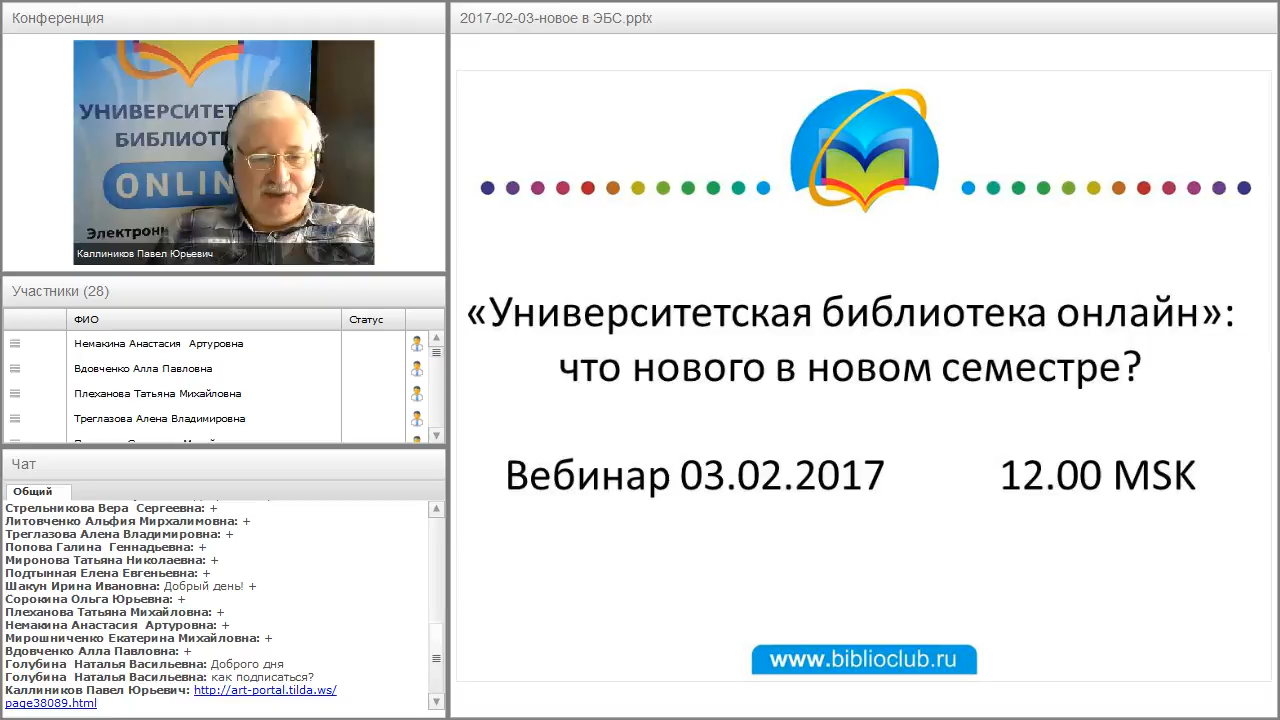 Конференция
УНИВЕРСИТЕТ
БИБЛИОТ
ONLIN
Электронн
Каллиников Павел Юрьевич
Участники (28)
ФИО Статус
Немакина Анастасия Артуровна
Вдовченко Алла Павловна
Плеханова Татьяна Михайловна
Треглазова Алена Владимировна
Чат
Общий
Стрельникова Вера Сергеевна: +
Литовченко Альфия Мирхалимовна: +
Треглазова Алена Владимировна: +
Попова Галина Геннадьевна: +
Миронова Татьяна Николаевна: +
Подтынная Елена Евгеньевна: +
Шакун Ирина Ивановна: Добрый день! +
Сорокина Ольга Юрьевна: +
Плеханова Татьяна Михайловна: +
Немакина Анастасия Артуровна: +
Мирошниченко Екатерина Михайловна: +
Вдовченко Алла Павловна: +
Голубина Наталья Васильевна: Доброго дня
Голубина Наталья Васильевна: как подписаться?
Каллиников Павел Юрьевич: http://art-portal.tilda.ws/
page38089.html
2017-02-03-новое в ЭБС.pptx
«Университетская библиотека онлайн»:
что нового в новом семестре?
Вебинар 03.02.2017 12.00 MSK
www.biblioclub.ru